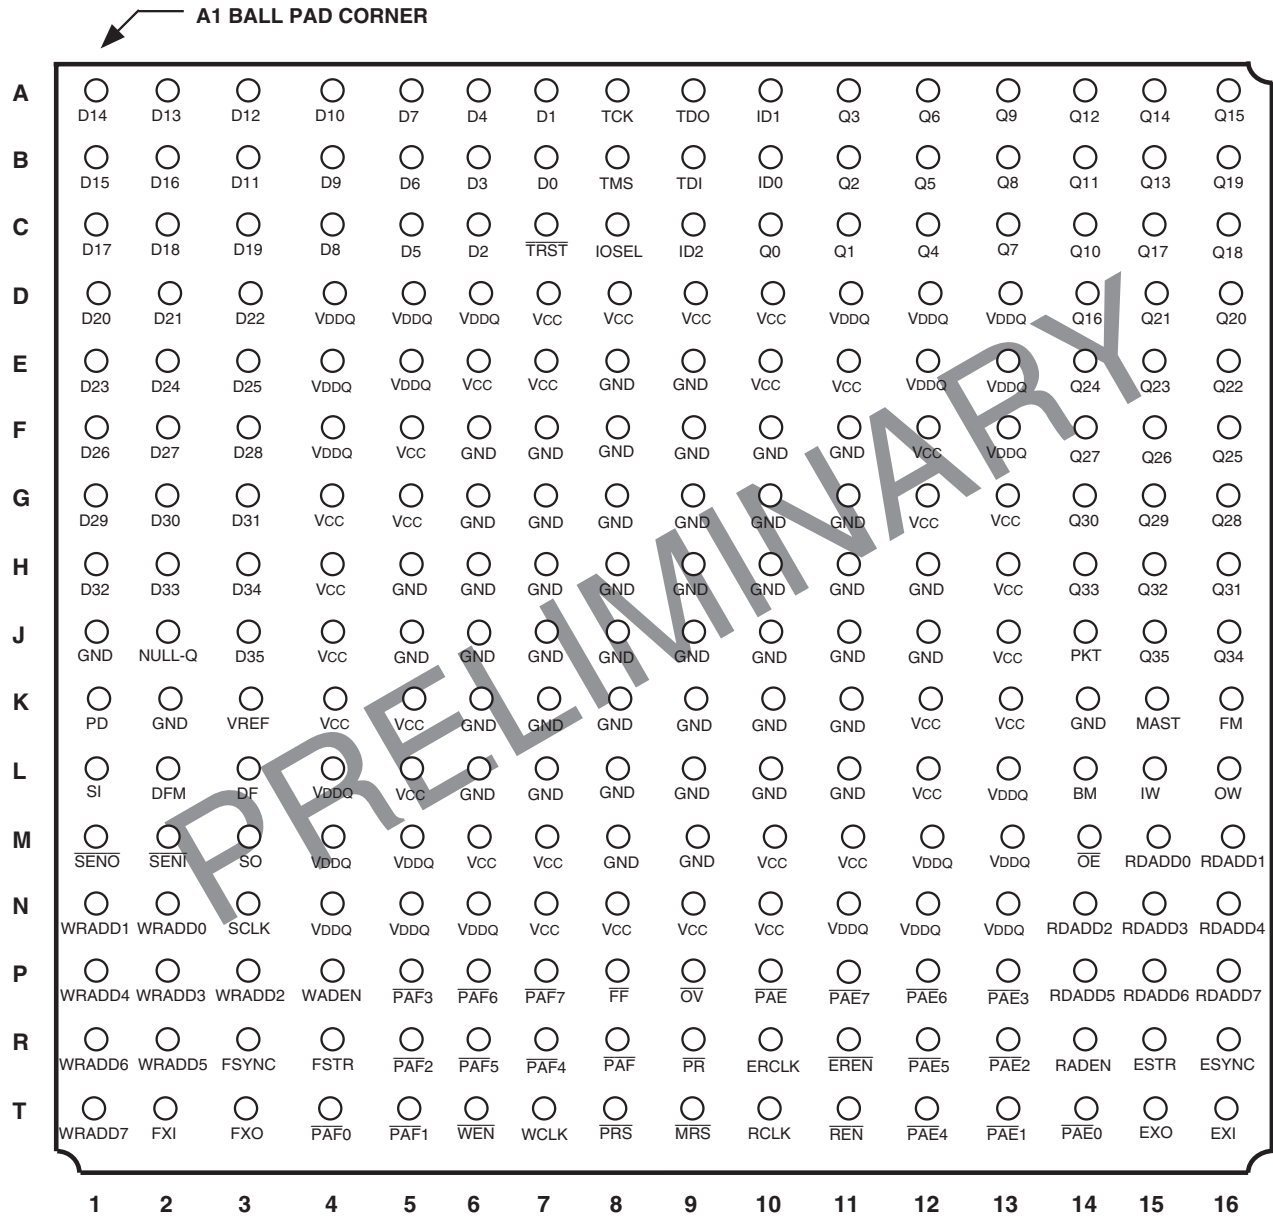 A1 BALL PAD CORNER
A
D14 D13 D12 D10 D7 D4 D1 TCK TDO ID1 Q3 Q6 Q9 Q12 Q14 Q15
B
D15 D16 D11 D9 D6 D3 D0 TMS TDI ID0 Q2 Q5 Q8 Q11 Q13 Q19
C
D17 D18 D19 D8 D5 D2 TRST IOSEL ID2 Q0 Q1 Q4 Q7 Q10 Q17 Q18
D
D20 D21 D22 VDDQ VDDQ VDDQ VCC VCC VCC VCC VDDQ VDDQ VDDQ Q16 Q21 Q20
E
D23 D24 D25 VDDQ VDDQ VCC VCC GND GND VCC VCC VDDQ VDDQ Q24 Q23 Q22
F
D26 D27 D28 VDDQ VCC GND GND GND GND GND GND VCC VDDQ Q27 Q26 Q25
G
D29 D30 D31 VCC VCC GND GND GND GND GND GND VCC VCC Q30 Q29 Q28
H
D32 D33 D34 VCC GND GND GND GND GND GND GND GND VCC Q33 Q32 Q31
J
GND NULL-Q D35 VCC GND GND GND GND GND GND GND GND VCC PKT Q35 Q34
K
PD GND VREF VCC VCC GND GND GND GND GND GND VCC VCC GND MAST FM
L
SI DFM DF VDDQ VCC GND GND GND GND GND GND VCC VDDQ BM IW OW
M
SENO SENI SO VDDQ VDDQ VCC VCC GND GND VCC VCC VDDQ VDDQ OE RDADD0 RDADD1
N
WRADD1 WRADD0 SCLK VDDQ VDDQ VDDQ VCC VCC VCC VCC VDDQ VDDQ VDDQ RDADD2 RDADD3 RDADD4
P
WRADD4 WRADD3 WRADD2 WADEN PAF3 PAF6 PAF7 FF OV PAE PAE7 PAE6 PAE3 RDADD5 RDADD6 RDADD7
R
WRADD6 WRADD5 FSYNC FSTR PAF2 PAF5 PAF4 PAF PR ERCLK EREN PAE5 PAE2 RADEN ESTR ESYNC
T
WRADD7 FXI FXO PAF0 PAF1 WEN WCLK PRS MRS RCLK REN PAE4 PAE1 PAE0 EXO EXI
1 2 3 4 5 6 7 8 9 10 11 12 13 14 15 16
PRELIMINARY